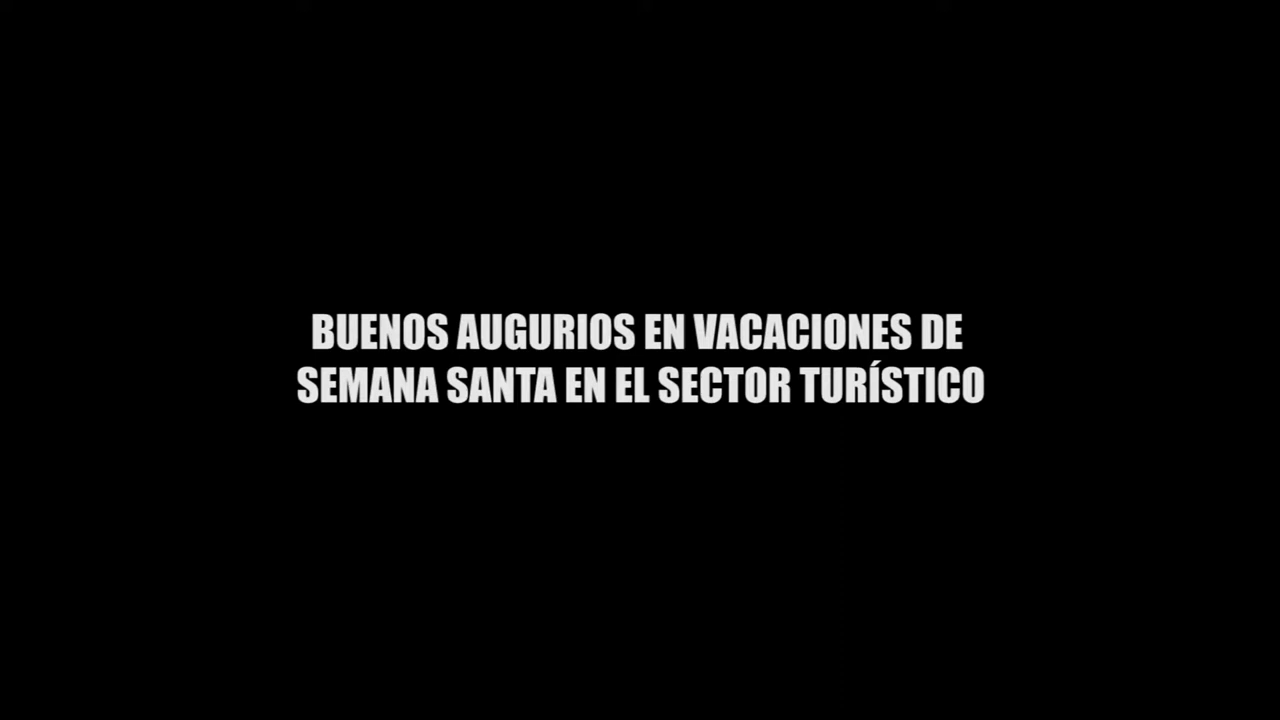 BUENOS AUGURIOS EN VACACIONES DE
SEMANA SANTA EN EL SECTOR TURÍSTICO